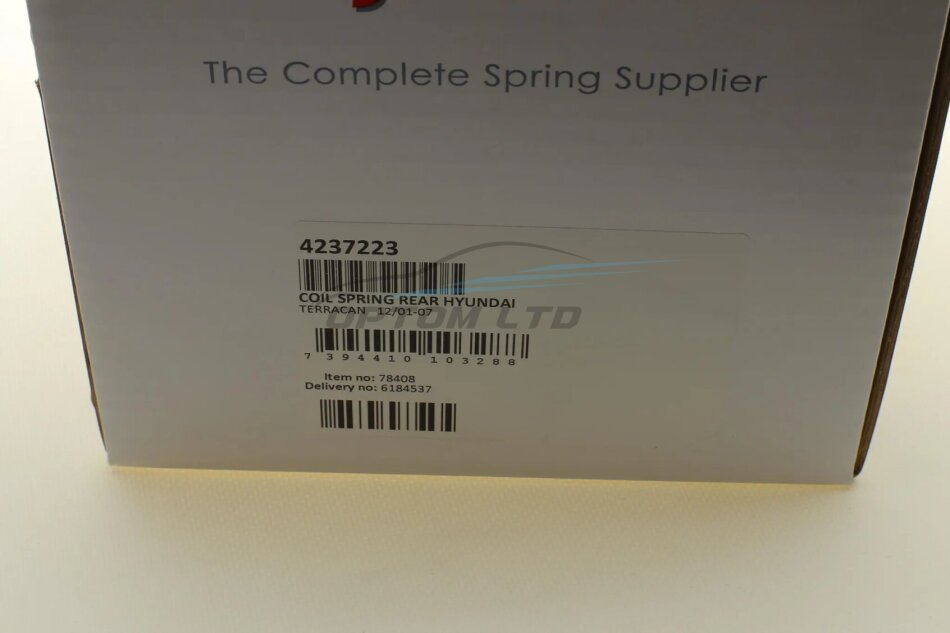 The Complete Spring Supplier
4237223
COIL SPRING REAR HYUNDAI
TERRACAN 12/01-07
OPTOM LTD
7 394410 103288
Item no: 78408
Delivery no: 6184537